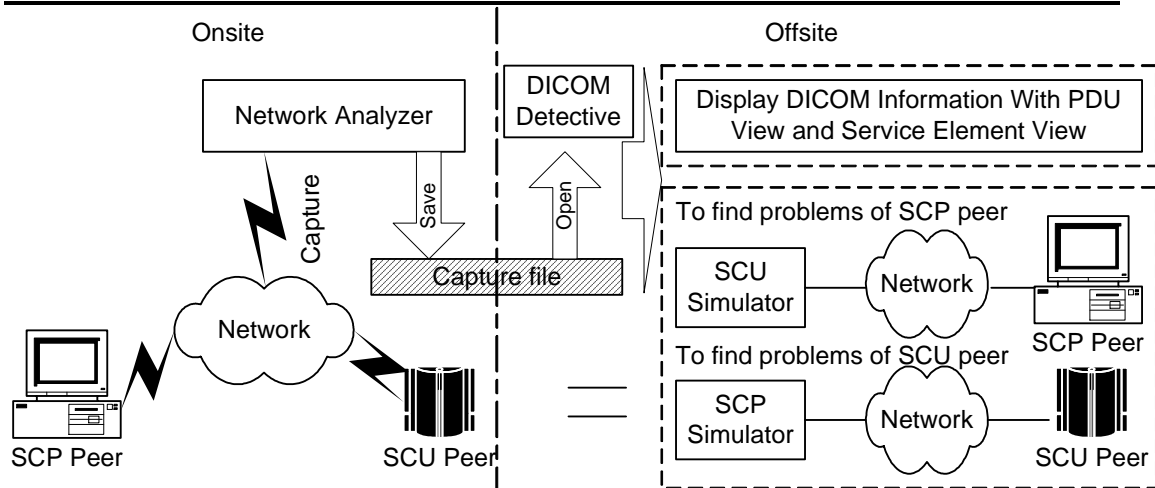 Onsite
Offsite
Network Analyzer
DICOM
Detective
Display DICOM Information With PDU
View and Service Element View
Capture
Save
Open
Capture file
To find problems of SCP peer
SCU
Simulator
Network
SCP Peer
To find problems of SCU peer
SCP
Simulator
Network
SCU Peer
Network
SCP Peer
SCU Peer